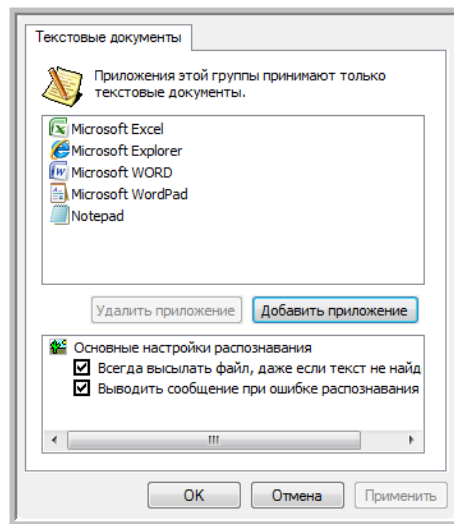 Текстовые документы
Приложения этой группы принимают только
текстовые документы.
Microsoft Excel
Microsoft Explorer
Microsoft WORD
Microsoft WordPad
Notepad
Удалить приложение Добавить приложение
Основные настройки распознавания
Всегда высылать файл, даже если текст не найд
Выводить сообщение при ошибке распознавания
OK Отмена Применить